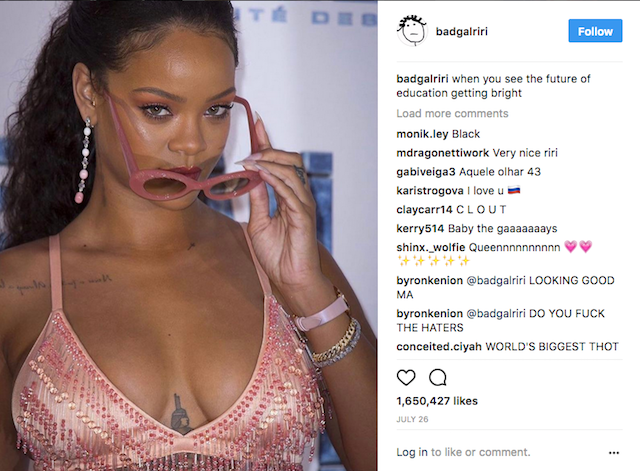 TÉ DES
badgalriri
Follow
badgalriri when you see the future of
education getting bright
Load more comments
monik.ley Black
mdragonettiwork Very nice riri
gabiveiga3 Aquele olhar 43
karistrogova I love u 🇷🇺
claycarr14 C L O U T
kerry514 Baby the gaaaaaaays
shinx._wolfie Queennnnnnnnnn 💗💗
✨✨✨✨✨
byronkenion @badgalriri LOOKING GOOD
MA
byronkenion @badgalriri DO YOU FUCK
THE HATERS
conceited.ciyah WORLD'S BIGGEST THOT
1,650,427 likes
JULY 26
Log in to like or comment.